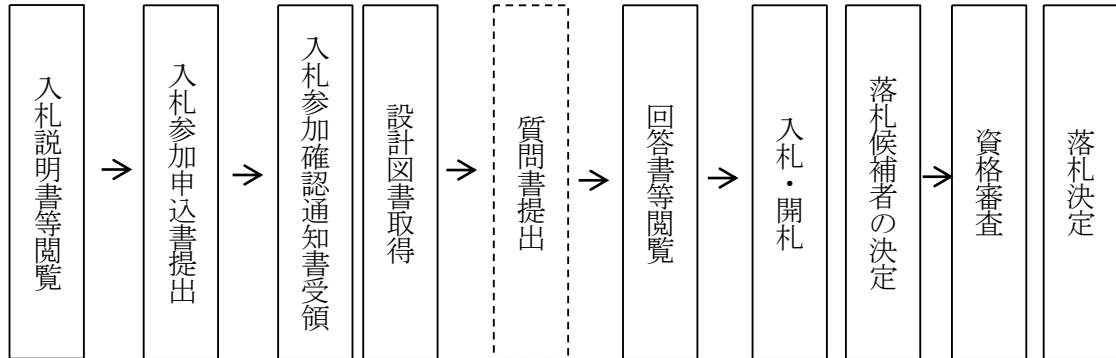 入札説明書等閲覧
→
入札参加申込書提出
→
入札参加確認通知書受領
設計図書取得
→
質問書提出
→
回答書等閲覧
→
入札・開札
落札候補者の決定
→
資格審査
落札決定